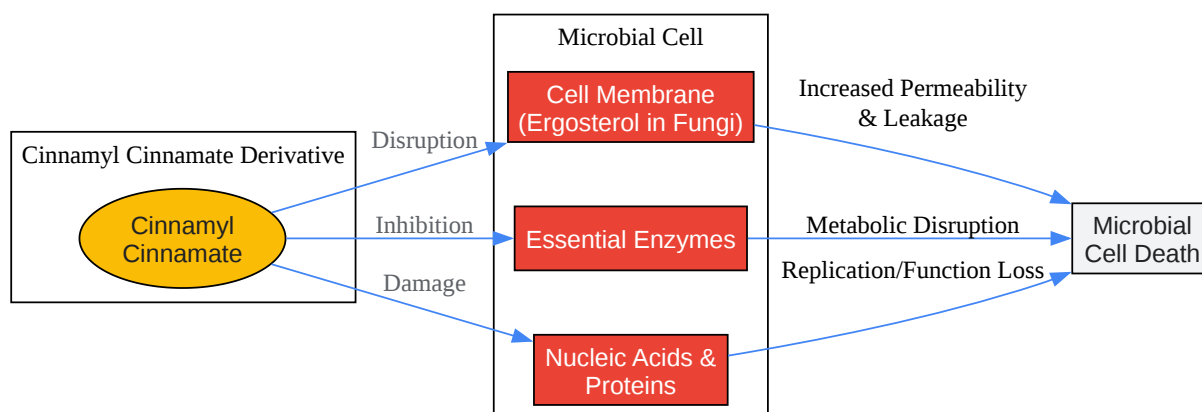 Cinnamyl Cinnamate Derivative
Cinnamyl
Cinnamate
Disruption
Inhibition
Damage
Microbial Cell
Cell Membrane
(Ergosterol in Fungi)
Essential Enzymes
Nucleic Acids &
Proteins
Increased Permeability
& Leakage
Metabolic Disruption
Replication/Function Loss
Microbial
Cell Death